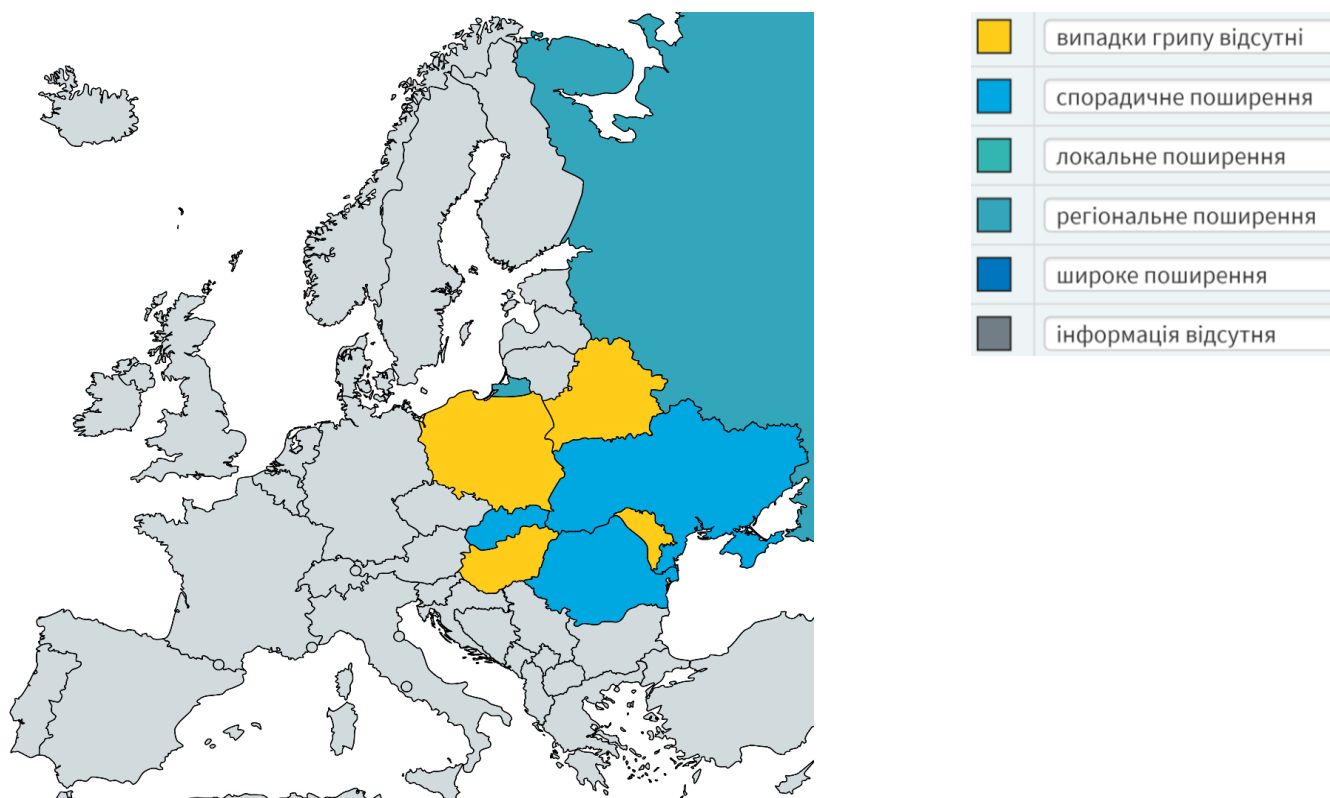 випадки грипу відсутні
спорадичне поширення
локальне поширення
регіональне поширення
широке поширення
інформація відсутня